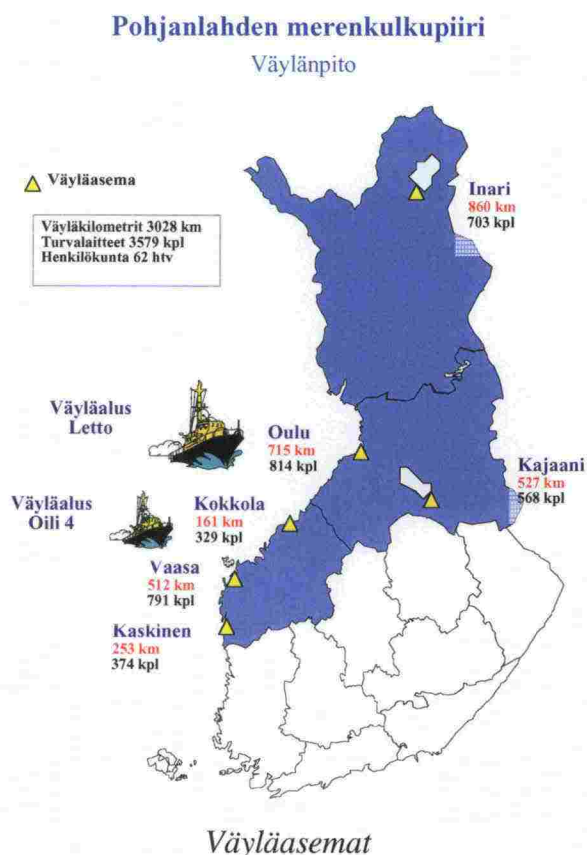 Pohjanlahden merenkulkupiiri
Väylänpito
Väyläasema
Väyläkilometrit 3028 km
Turvalaitteet 3579 kpl
Henkilökunta 62 htv
Inari
860 km
703 kpl
Väyläalus
Letto
Oulu
715 km
814 kpl
Kajaani
527 km
568 kpl
Väyläalus
Oili 4
Kokkola
161 km
329 kpl
Vaasa
512 km
791 kpl
Kaskinen
253 km
374 kpl
Väyläasemat